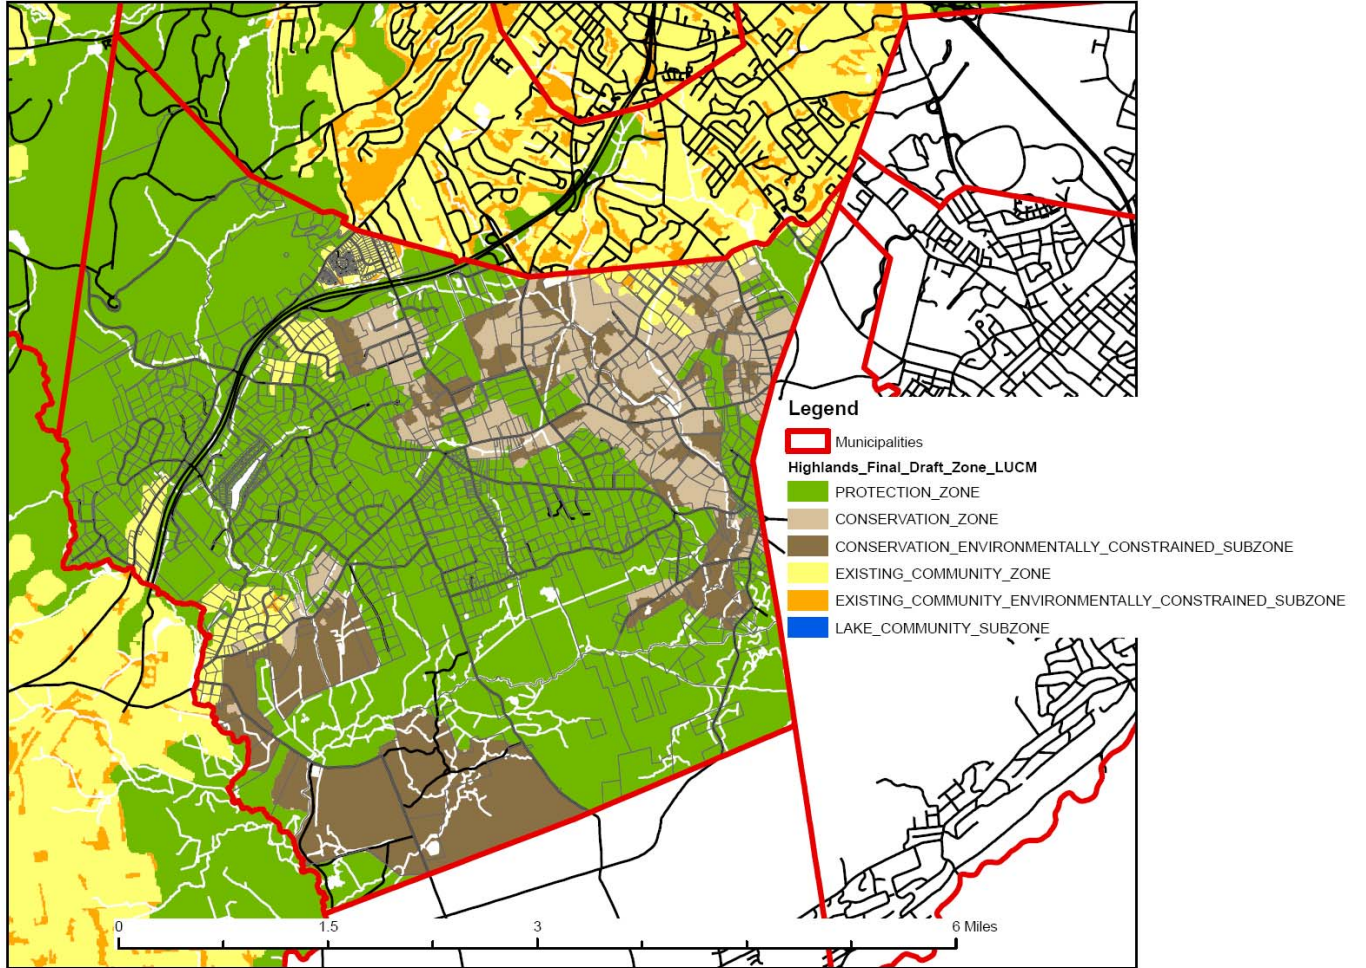 Legend
Municipalities
Highlands_Final_Draft_Zone_LUCM
PROTECTION_ZONE
CONSERVATION_ZONE
CONSERVATION_ENVIRONMENTALLY_CONSTRAINED_SUBZONE
EXISTING_COMMUNITY_ZONE
EXISTING_COMMUNITY_ENVIRONMENTALLY_CONSTRAINED_SUBZONE
LAKE_COMMUNITY_SUBZONE
0 1.5 3 6 Miles